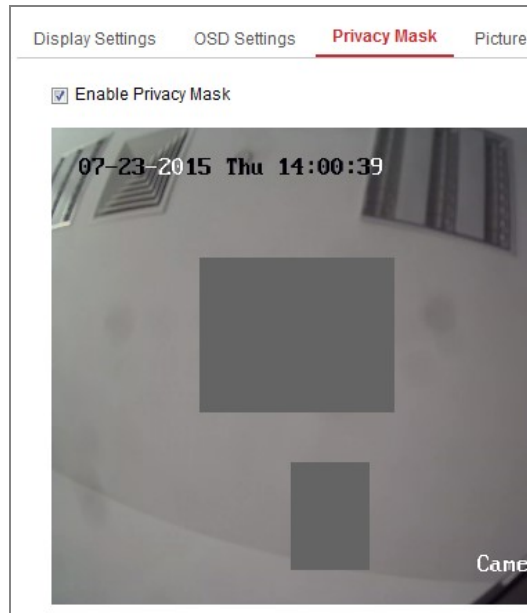 Display Settings OSD Settings Privacy Mask Picture
Enable Privacy Mask
07-23-2015 Thu 14:00:39
Came